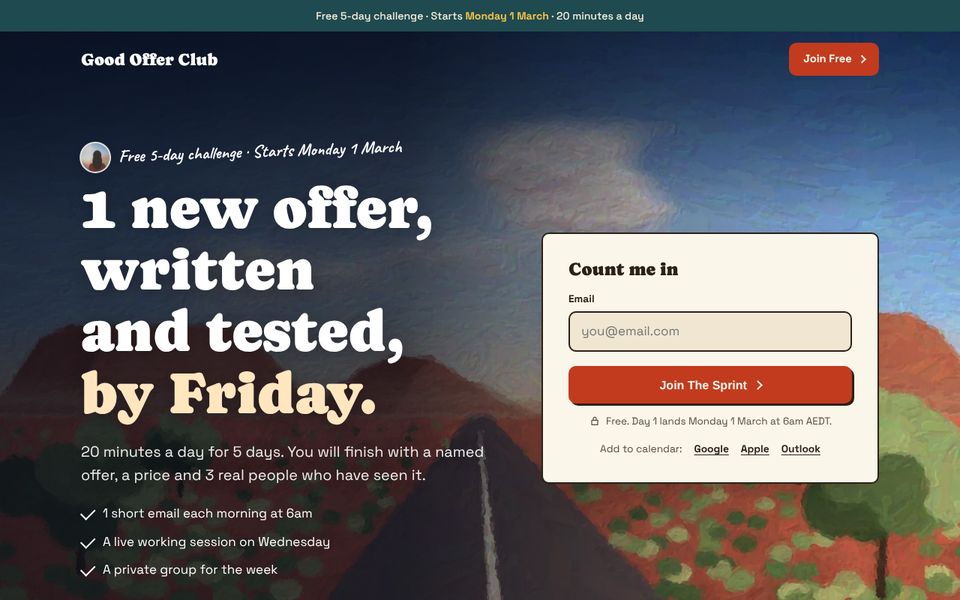 Free 5-day challenge · Starts Monday 1 March · 20 minutes a day
Good Offer Club
Join Free
Free 5-day challenge · Starts Monday 1 March
1 new offer,
written
and tested,
by Friday.
20 minutes a day for 5 days. You will finish with a named
offer, a price and 3 real people who have seen it.
1 short email each morning at 6am
A live working session on Wednesday
A private group for the week
Count me in
Email
you@email.com
Join The Sprint
Free. Day 1 lands Monday 1 March at 6am AEDT.
Add to calendar: Google Apple Outlook